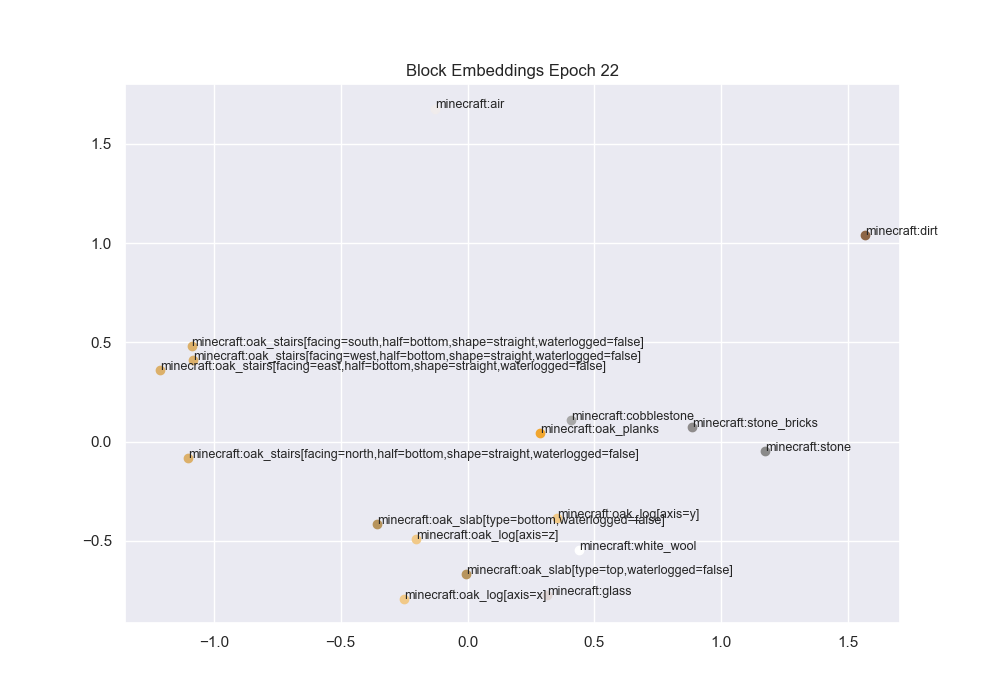 Block Embeddings Epoch 22
minecraft:air
1.5
minecraft:dirt
1.0
minecraft:oak_stairs[facing=south,half=bottom,shape=straight,waterlogged=false]
0.5
minecraft:oak_stairs[facing=west,half=bottom,shape=straight,waterlogged=false]
minecraft:oak_stairs[facing=east,half=bottom,shape=straight,waterlogged=false]
minecraft:cobblestone
minecraft:stone_bricks
minecraft:oak_planks
0.0
minecraft:stone
minecraft:oak_stairs[facing=north,half=bottom,shape=straight,waterlogged=false]
minecraft:oak_log[axis=y]
minecraft:oak_slab[type=bottom,waterlogged=false]
minecraft:oak_log[axis=z]
−0.5
minecraft:white_wool
minecraft:oak_slab[type=top,waterlogged=false]
minecraft:glass
minecraft:oak_log[axis=x]
−1.0 −0.5 0.0 0.5 1.0 1.5